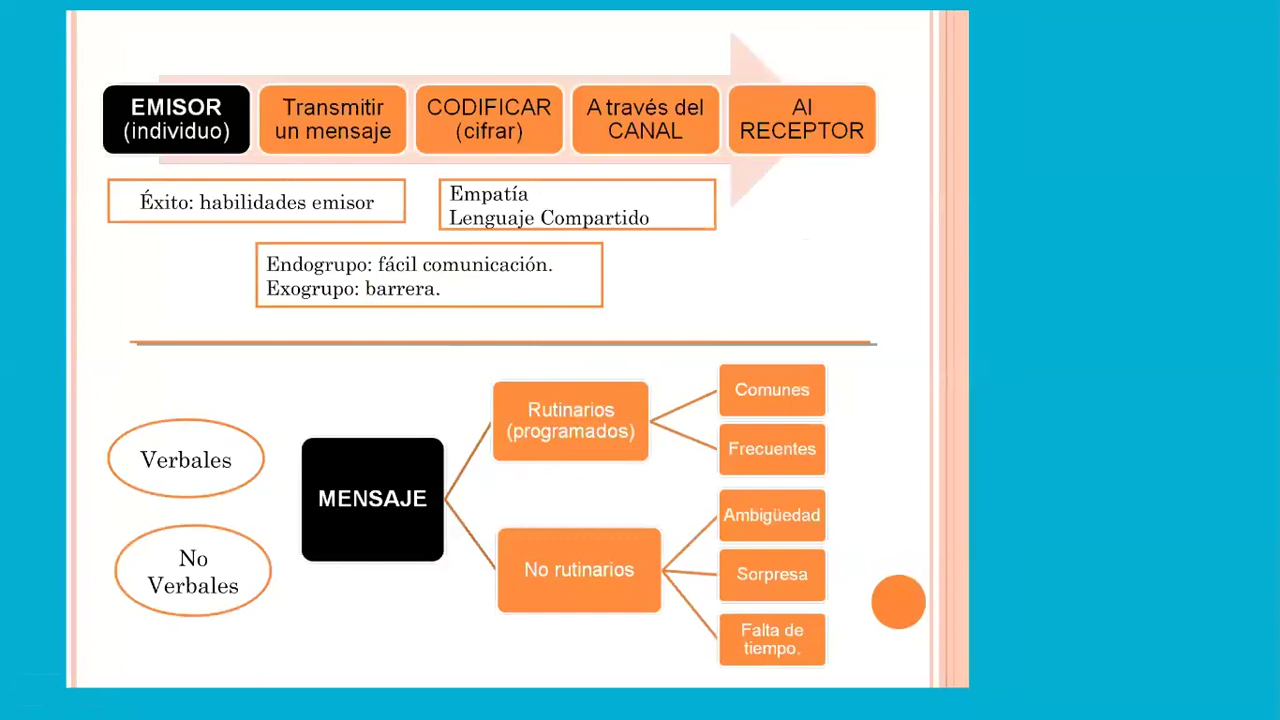 EMISOR
(individuo)
Transmitir
un mensaje
CODIFICAR
(cifrar)
A través del
CANAL
Al
RECEPTOR
Éxito: habilidades emisor
Empatía
Lenguaje Compartido
Endogrupo: fácil comunicación.
Exogrupo: barrera.
Verbales
No
Verbales
MENSAJE
Rutinarios
(programados)
Comunes
Frecuentes
No rutinarios
Ambigüedad
Sorpresa
Falta de
tiempo.